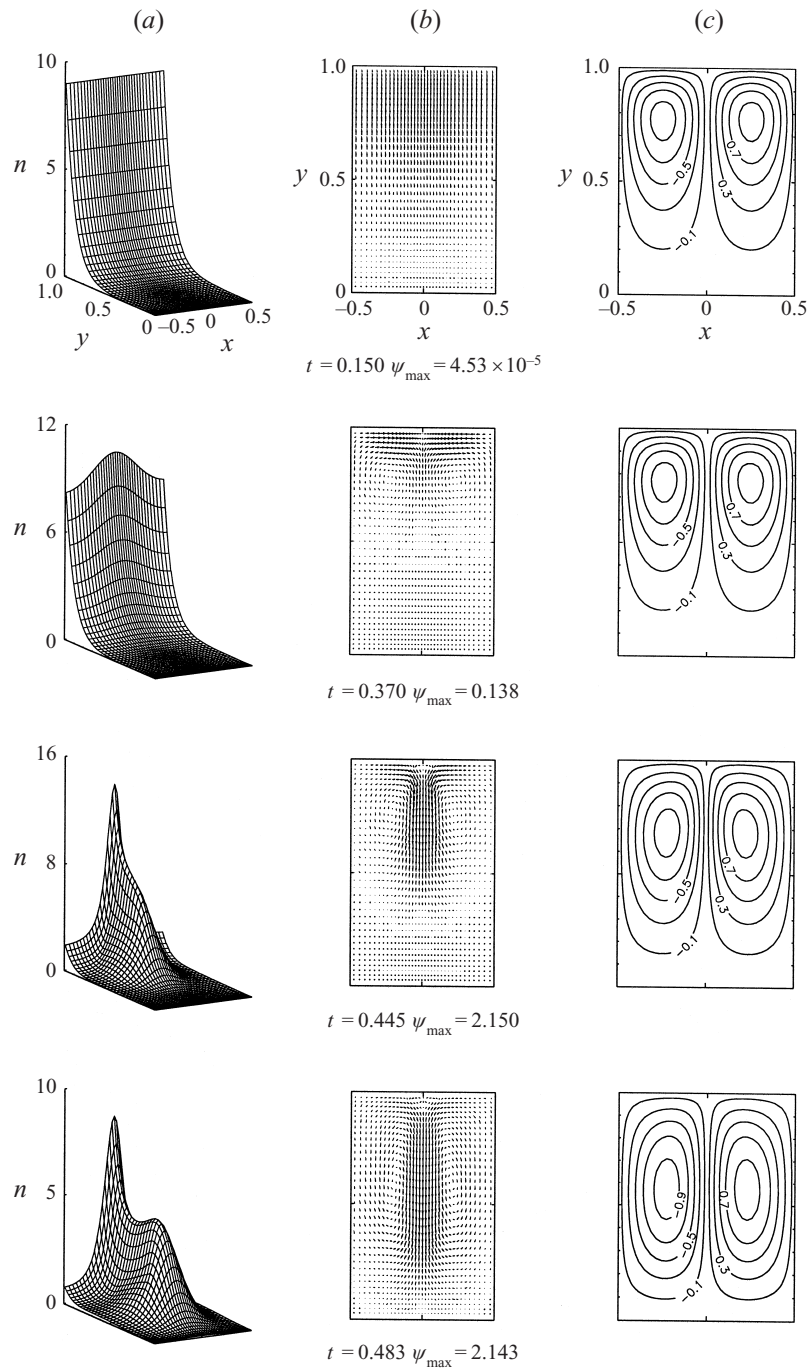 (a) (b) (c)
10
n
5
0
1.0
0.5
0
y
−0.5
0
0.5
x
1.0
y
0.5
0
−0.5 0 0.5
x
1.0
y
0.5
0
−0.5 0 0.5
x
−0.5
0.7
0.3
−0.1
t = 0.150 ψmax = 4.53 × 10⁻⁵
12
n
6
0
−0.5
0.7
0.3
−0.1
t = 0.370 ψmax = 0.138
16
n
8
0
−0.5
0.7
0.3
−0.1
t = 0.445 ψmax = 2.150
10
n
5
0
−0.9
0.7
−0.5
0.3
−0.1
t = 0.483 ψmax = 2.143